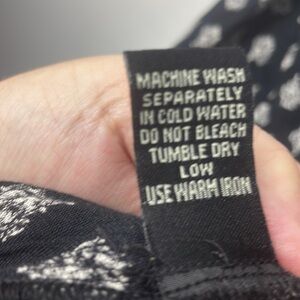 MACHINE WASH
SEPARATELY
IN COLD WATER
DO NOT BLEACH
TUMBLE DRY
LOW
USE WARM IRON